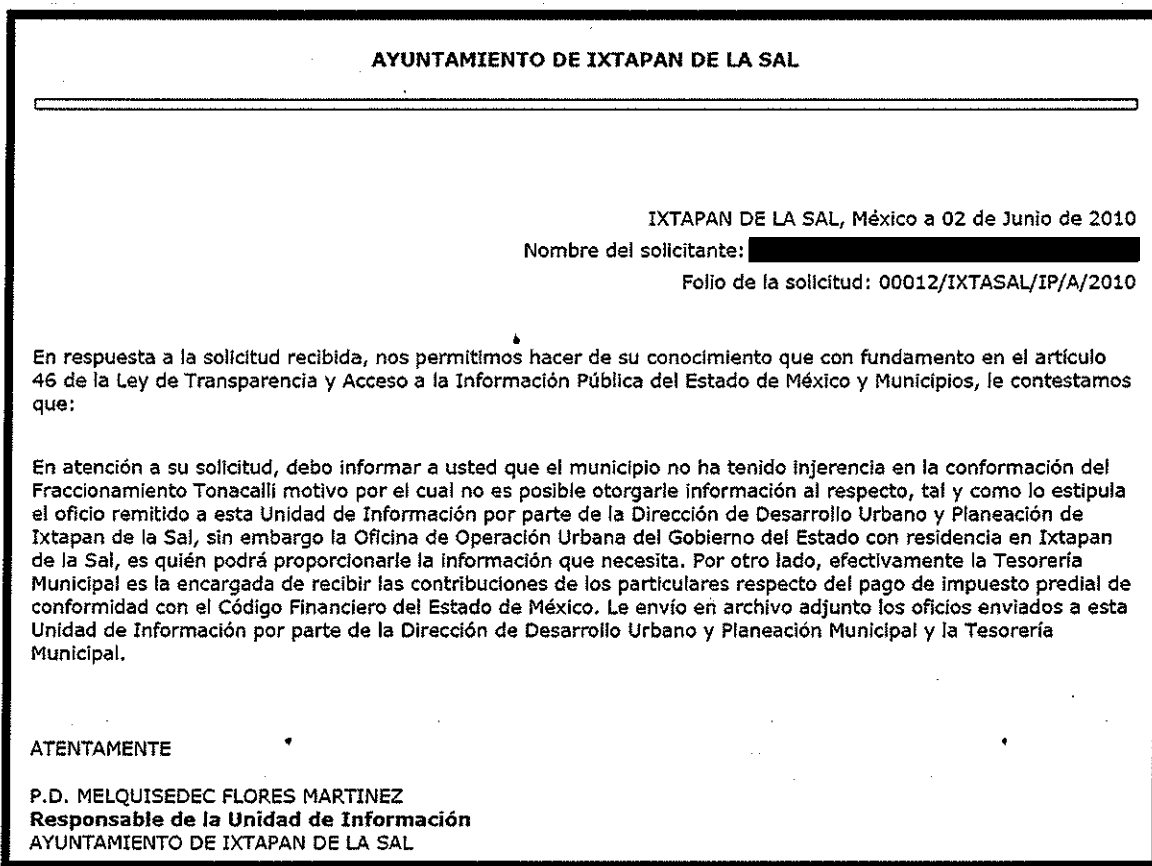 AYUNTAMIENTO DE IXTAPAN DE LA SAL
IXTAPAN DE LA SAL, México a 02 de Junio de 2010
Nombre del solicitante:
Folio de la solicitud: 00012/IXTASAL/IP/A/2010
En respuesta a la solicitud recibida, nos permitimos hacer de su conocimiento que con fundamento en el artículo
46 de la Ley de Transparencia y Acceso a la Información Pública del Estado de México y Municipios, le contestamos
que:
En atención a su solicitud, debo informar a usted que el municipio no ha tenido injerencia en la conformación del
Fraccionamiento Tonacalli motivo por el cual no es posible otorgarle información al respecto, tal y como lo estipula
el oficio remitido a esta Unidad de Información por parte de la Dirección de Desarrollo Urbano y Planeación de
Ixtapan de la Sal, sin embargo la Oficina de Operación Urbana del Gobierno del Estado con residencia en Ixtapan
de la Sal, es quién podrá proporcionarle la información que necesita. Por otro lado, efectivamente la Tesorería
Municipal es la encargada de recibir las contribuciones de los particulares respecto del pago de impuesto predial de
conformidad con el Código Financiero del Estado de México. Le envío en archivo adjunto los oficios enviados a esta
Unidad de Información por parte de la Dirección de Desarrollo Urbano y Planeación Municipal y la Tesorería
Municipal.
ATENTAMENTE
P.D. MELQUISEDEC FLORES MARTINEZ
Responsable de la Unidad de Información
AYUNTAMIENTO DE IXTAPAN DE LA SAL